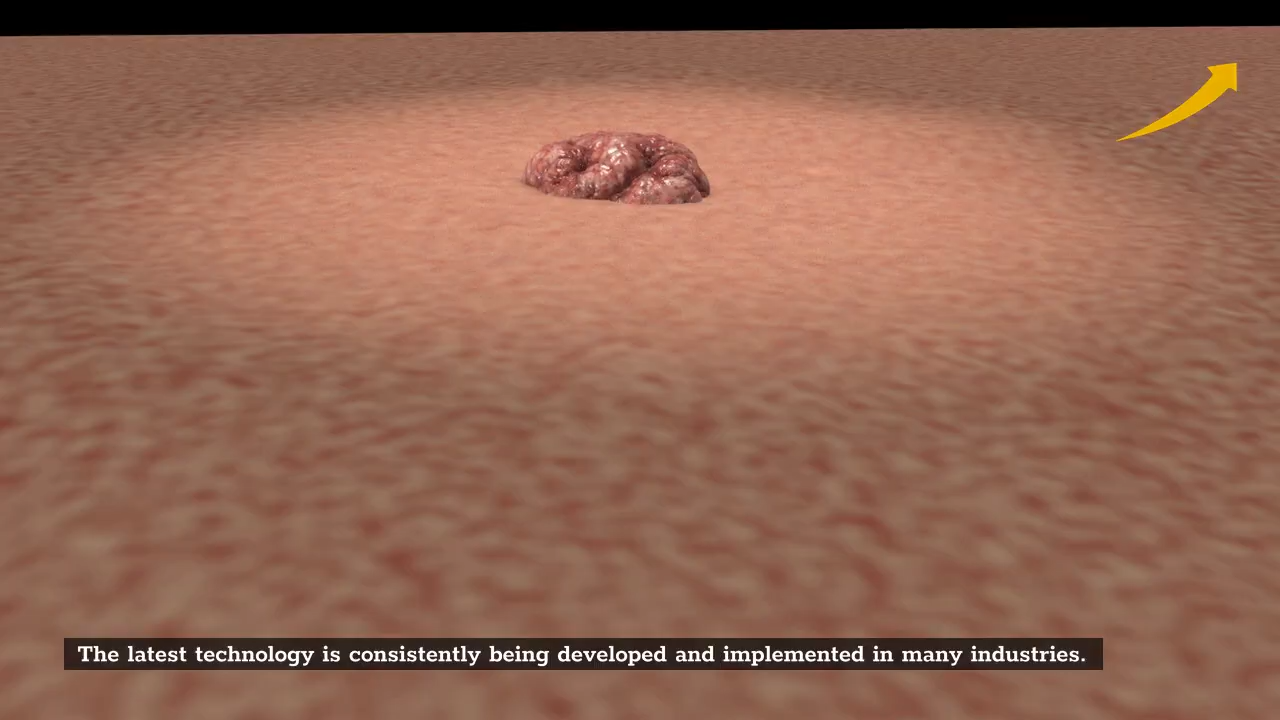 The latest technology is consistently being developed and implemented in many industries.